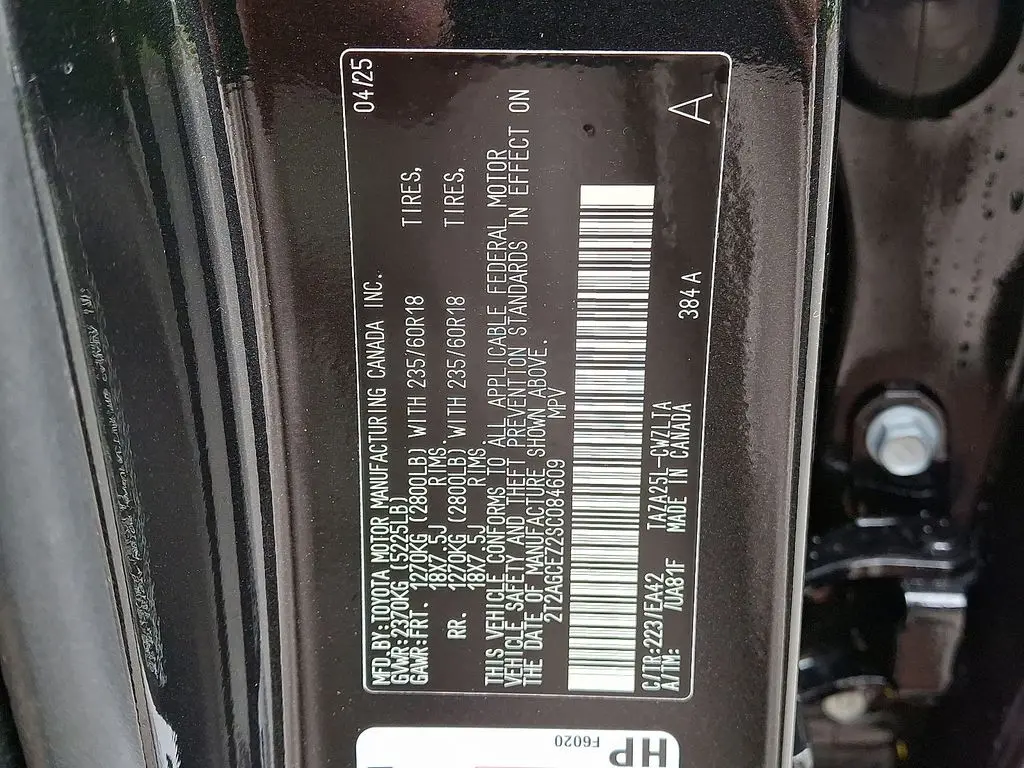 MFD.BY:TOYOTA MOTOR MANUFACTURING CANADA INC. 04/25
GVWR:2370KG (5225LB)
GAWR:FRT. 1270KG (2800LB) WITH 235/60R18 TIRES,
18X7.5J RIMS.
RR. 1270KG (2800LB) WITH 235/60R18 TIRES,
18X7.5J RIMS.
THIS VEHICLE CONFORMS TO ALL APPLICABLE FEDERAL MOTOR
VEHICLE SAFETY AND THEFT PREVENTION STANDARDS IN EFFECT ON
THE DATE OF MANUFACTURE SHOWN ABOVE.
2T2AGGEZ2SC084609 MPV
C/TR:223/EA42 TAZA25L-CWZLTA 384A
A/TM: /UA81F MADE IN CANADA
A
F6020
HP